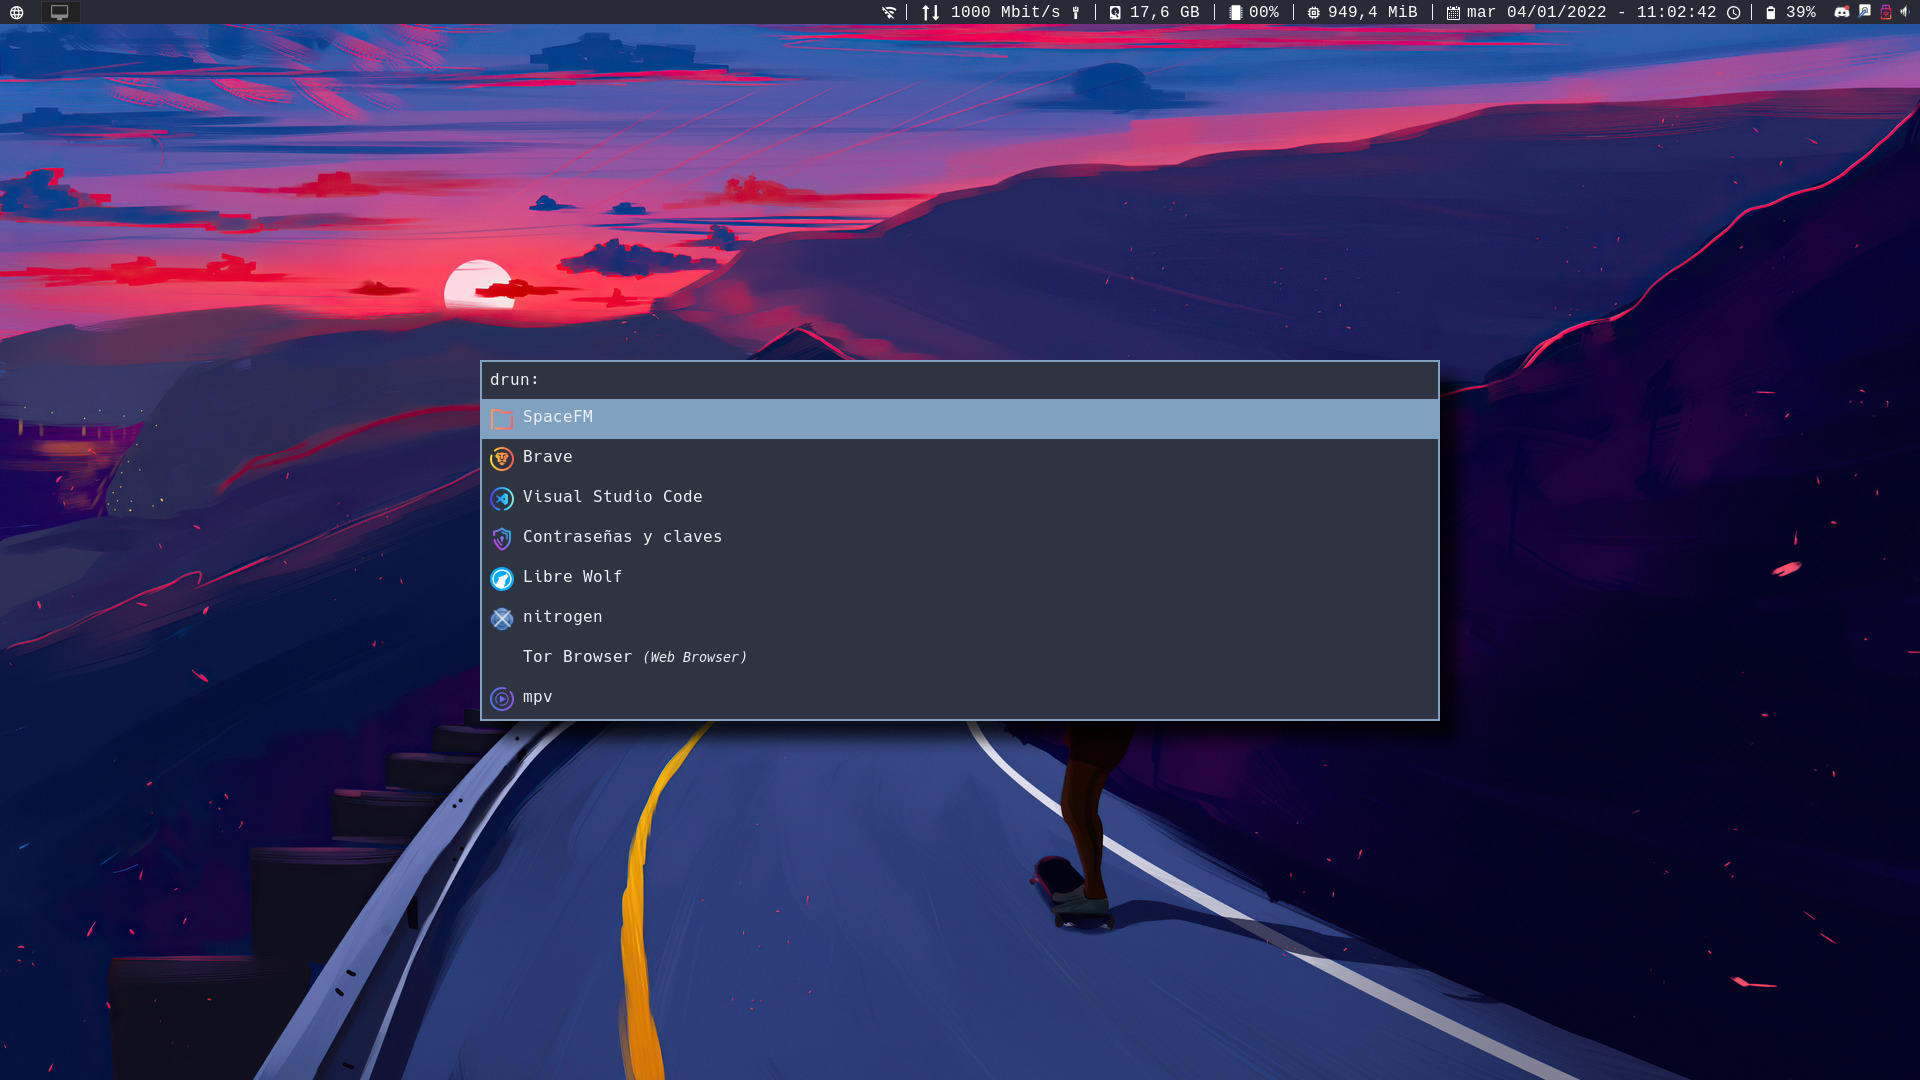 1000 Mbit/s 17,6 GB 00% 949,4 MiB mar 04/01/2022 - 11:02:42 39%
drun:
SpaceFM
Brave
Visual Studio Code
Contraseñas y claves
Libre Wolf
nitrogen
Tor Browser (Web Browser)
mpv